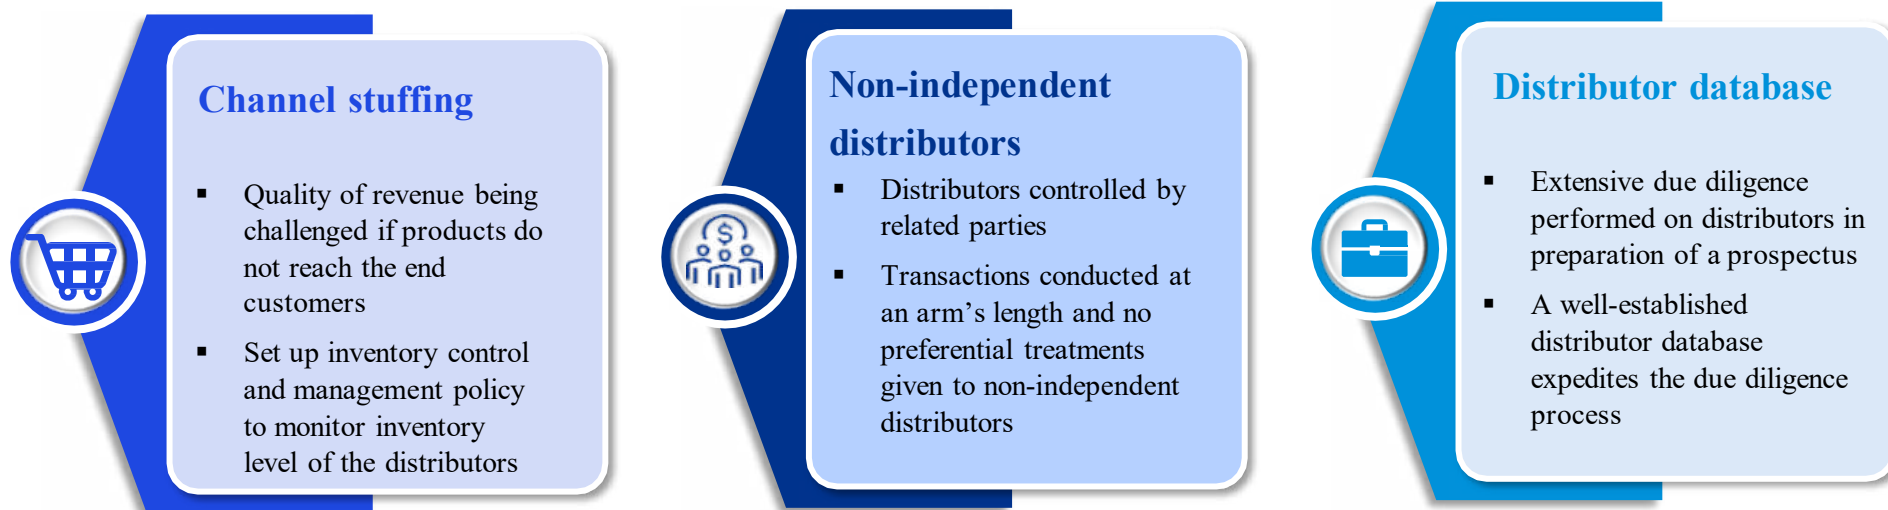 Channel stuffing
▪ Quality of revenue being
challenged if products do
not reach the end
customers
▪ Set up inventory control
and management policy
to monitor inventory
level of the distributors
Non-independent
distributors
▪ Distributors controlled by
related parties
▪ Transactions conducted at
an arm’s length and no
preferential treatments
given to non-independent
distributors
Distributor database
▪ Extensive due diligence
performed on distributors in
preparation of a prospectus
▪ A well-established
distributor database
expedites the due diligence
process